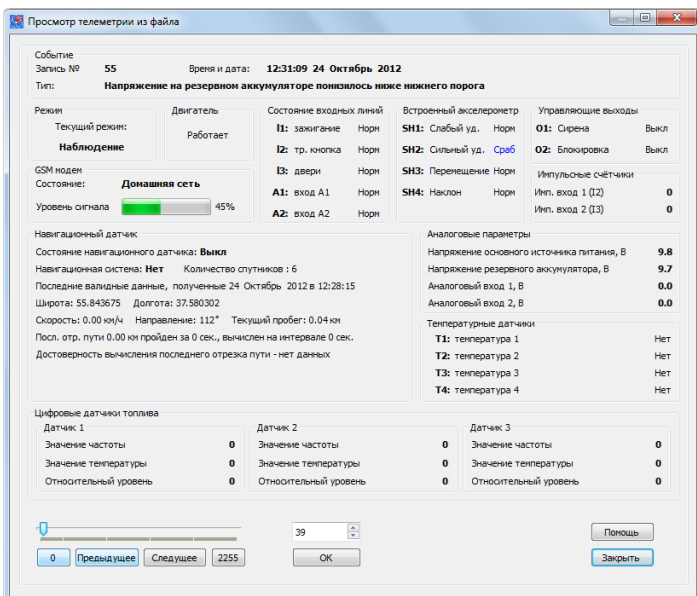 Просмотр телеметрии из файла
Событие
Запись № 55 Время и дата: 12:31:09 24 Октябрь 2012
Тип: Напряжение на резервном аккумуляторе понизилось ниже нижнего порога
Режим
Текущий режим:
Наблюдение
Двигатель
Работает
GSM модем
Состояние: Домашняя сеть
Уровень сигнала 45%
Состояние входных линий
I1: зажигание Норм
I2: тр. кнопка Норм
I3: двери Норм
A1: вход А1 Норм
A2: вход А2 Норм
Встроенный акселерометр
SH1: Слабый уд. Норм
SH2: Сильный уд. Сраб
SH3: Перемещение Норм
SH4: Наклон Норм
Управляющие выходы
O1: Сирена Выкл
O2: Блокировка Выкл
Импульсные счётчики
Имп. вход 1 (I2) 0
Имп. вход 2 (I3) 0
Навигационный датчик
Состояние навигационного датчика: Выкл
Навигационная система: Нет Количество спутников : 6
Последние валидные данные, полученные 24 Октябрь 2012 в 12:28:15
Широта: 55.843675 Долгота: 37.580302
Скорость: 0.00 км/ч Направление: 112° Текущий пробег: 0.04 км
Посл. отр. пути 0.00 км пройден за 0 сек., вычислен на интервале 0 сек.
Достоверность вычисления последнего отрезка пути - нет данных
Аналоговые параметры
Напряжение основного источника питания, В 9.8
Напряжение резервного аккумулятора, В 9.7
Аналоговый вход 1, В 0.0
Аналоговый вход 2, В 0.0
Температурные датчики
T1: температура 1 Нет
T2: температура 2 Нет
T3: температура 3 Нет
T4: температура 4 Нет
Цифровые датчики топлива
Датчик 1
Значение частоты 0
Значение температуры 0
Относительный уровень 0
Датчик 2
Значение частоты 0
Значение температуры 0
Относительный уровень 0
Датчик 3
Значение частоты 0
Значение температуры 0
Относительный уровень 0
39
Помощь
0 Предыдущее Следущее 2255 OK Закрыть